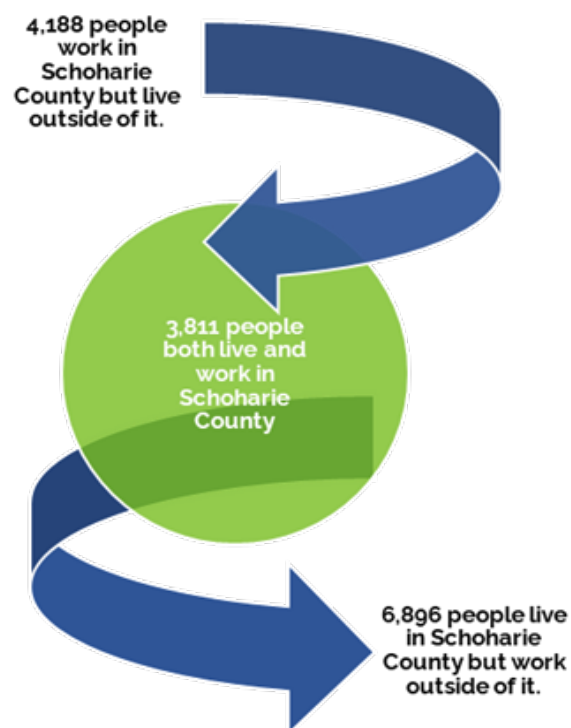 4,188 people
work in
Schoharie
County but live
outside of it.
3,811 people
both live and
work in
Schoharie
County
6,896 people live
in Schoharie
County but work
outside of it.